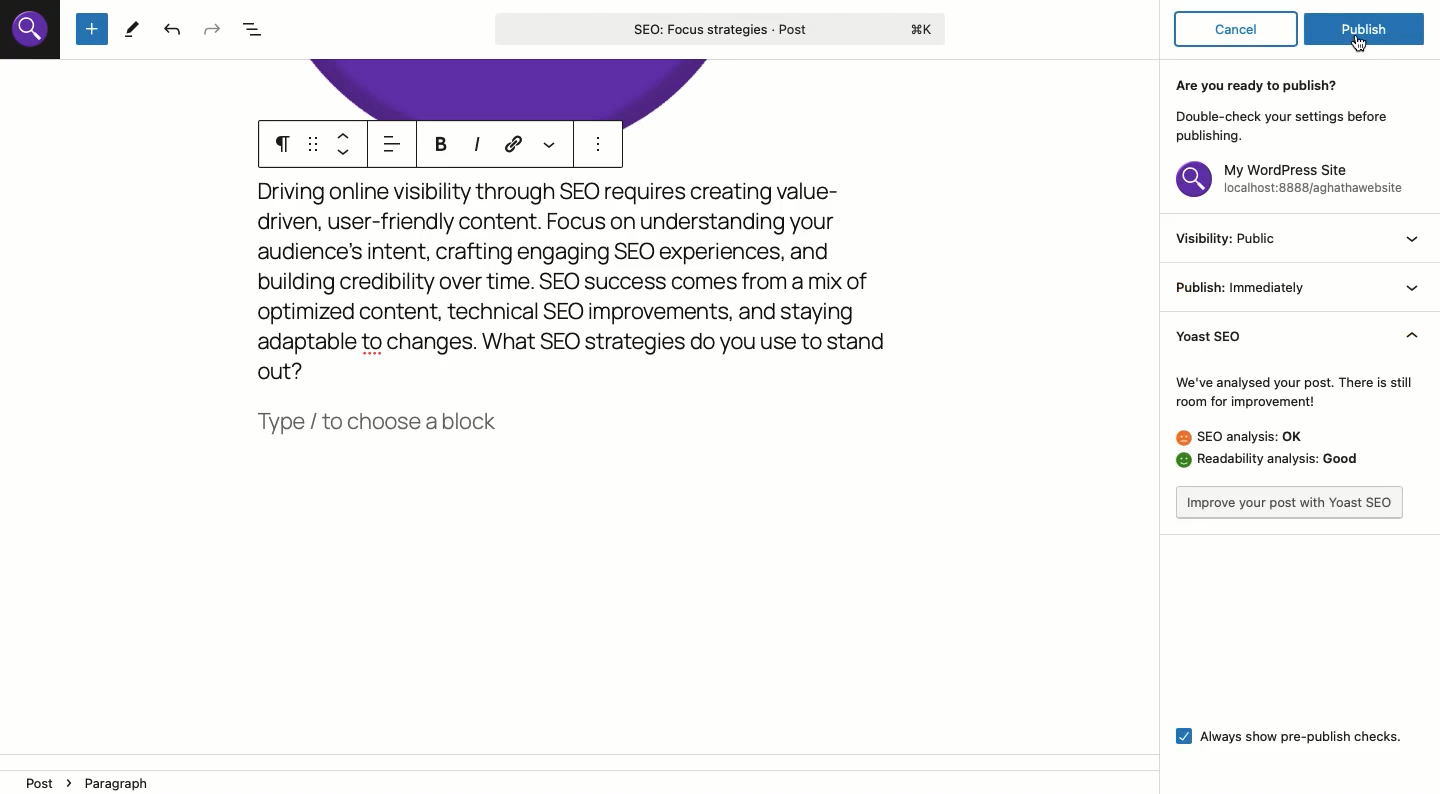 SEO: Focus strategies · Post ⌘K
Cancel
Publish
B I
Driving online visibility through SEO requires creating value-
driven, user-friendly content. Focus on understanding your
audience's intent, crafting engaging SEO experiences, and
building credibility over time. SEO success comes from a mix of
optimized content, technical SEO improvements, and staying
adaptable to changes. What SEO strategies do you use to stand
out?
Type / to choose a block
Are you ready to publish?
Double-check your settings before
publishing.
My WordPress Site
localhost:8888/aghathawebsite
Visibility: Public
Publish: Immediately
Yoast SEO
We've analysed your post. There is still
room for improvement!
SEO analysis: OK
Readability analysis: Good
Improve your post with Yoast SEO
Always show pre-publish checks.
Post › Paragraph